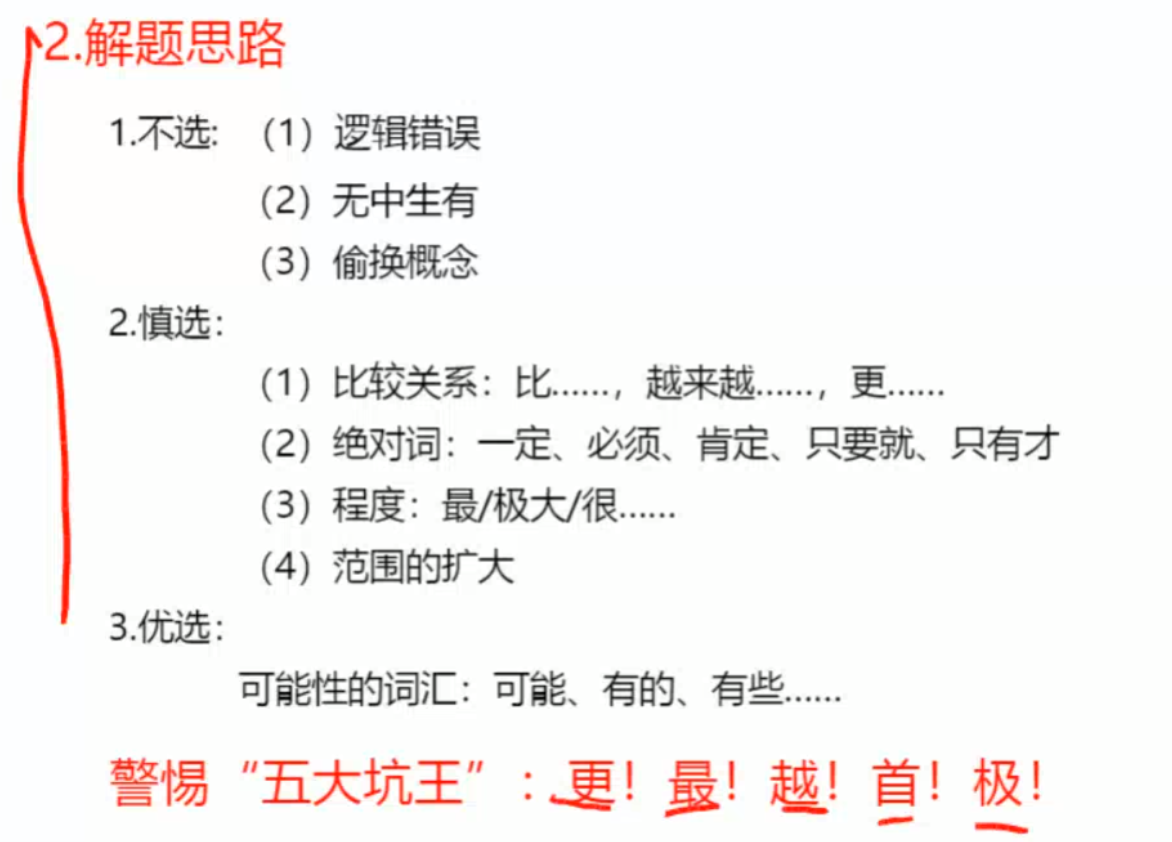 2.解题思路
1.不选: （1）逻辑错误
（2）无中生有
（3）偷换概念
2.慎选：
（1）比较关系：比……，越来越……，更……
（2）绝对词：一定、必须、肯定、只要就、只有才
（3）程度：最/极大/很……
（4）范围的扩大
3.优选：
可能性的词汇：可能、有的、有些……
警惕“五大坑王”：更！最！越！首！极！